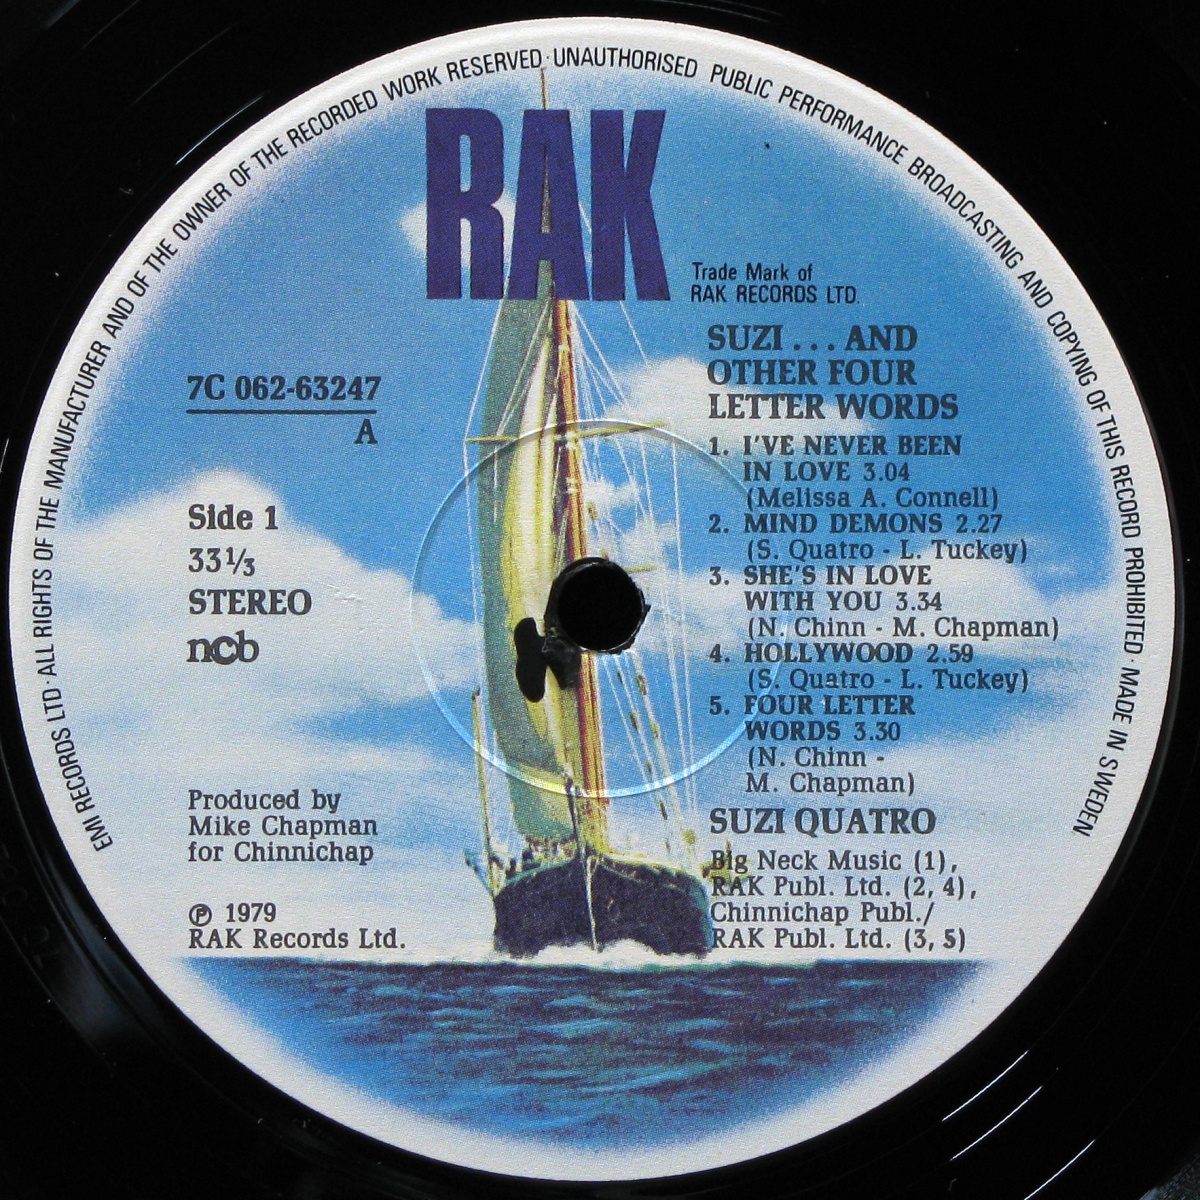 EMI RECORDS LTD · ALL RIGHTS OF THE MANUFACTURER AND OF THE OWNER OF THE RECORDED WORK RESERVED · UNAUTHORISED PUBLIC PERFORMANCE BROADCASTING AND COPYING OF THIS RECORD PROHIBITED · MADE IN SWEDEN
RAK
Trade Mark of
RAK RECORDS LTD.
7C 062-63247
A
Side 1
33⅓
STEREO
ncb
Produced by
Mike Chapman
for Chinnichap
℗ 1979
RAK Records Ltd.
SUZI ... AND
OTHER FOUR
LETTER WORDS
1. I'VE NEVER BEEN
IN LOVE 3.04
(Melissa A. Connell)
2. MIND DEMONS 2.27
(S. Quatro - L. Tuckey)
3. SHE'S IN LOVE
WITH YOU 3.34
(N. Chinn - M. Chapman)
4. HOLLYWOOD 2.59
(S. Quatro - L. Tuckey)
5. FOUR LETTER
WORDS 3.30
(N. Chinn -
M. Chapman)
SUZI QUATRO
Big Neck Music (1),
RAK Publ. Ltd. (2, 4),
Chinnichap Publ./
RAK Publ. Ltd. (3, 5)